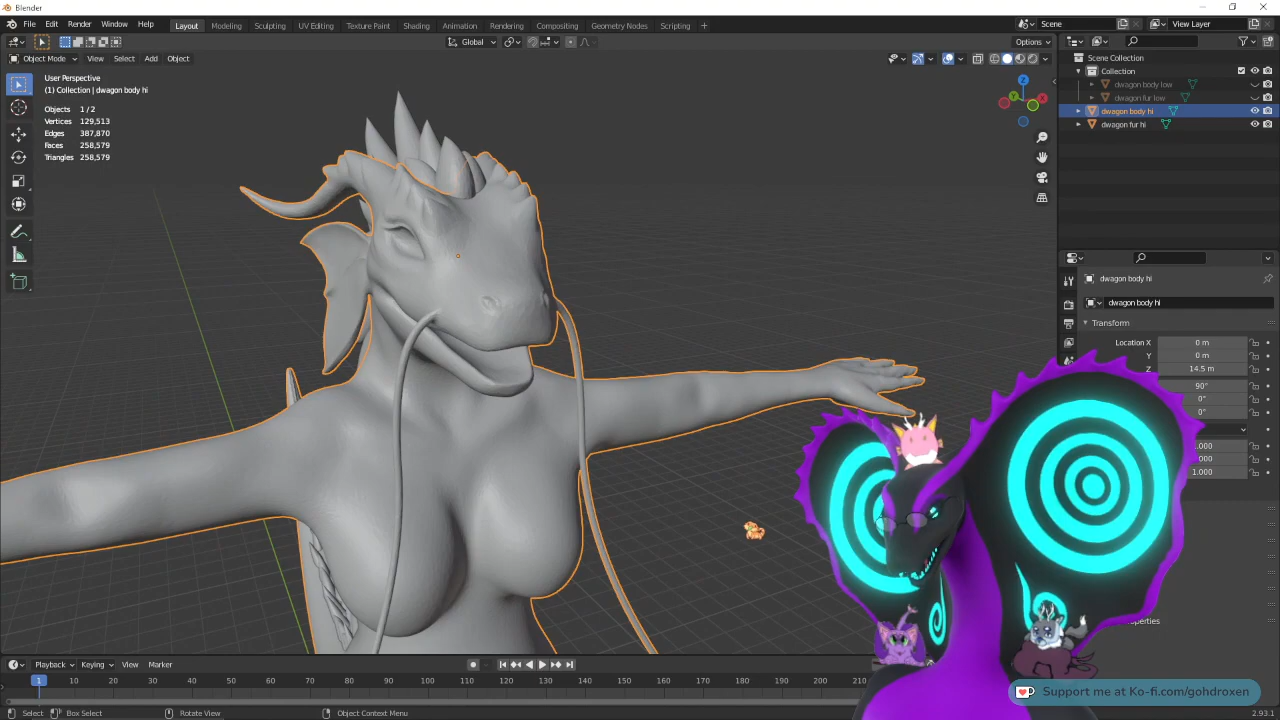 Blender
File Edit Render Window Help Layout Modeling Sculpting UV Editing Texture Paint Shading Animation Rendering Compositing Geometry Nodes Scripting + Scene View Layer
Global Options
Object Mode View Select Add Object
User Perspective
(1) Collection | dwagon body hi
Objects 1/2
Vertices 129,513
Edges 387,870
Faces 258,579
Triangles 258,579
Scene Collection
Collection
dwagon body low
dwagon fur low
dwagon body hi
dwagon fur hi
dwagon body hi
dwagon body hi
Transform
Location X 0 m
Y 0 m
Z 14.5 m
90°
0°
0°
.000
.000
1.000
operties
Playback Keying View Marker
1 10 20 30 40 50 60 70 80 90 100 110 120 130 140 150 160 170 180 190 200 210
Select Box Select Rotate View Object Context Menu 2.93.1
Support me at Ko-fi.com/gohdroxen